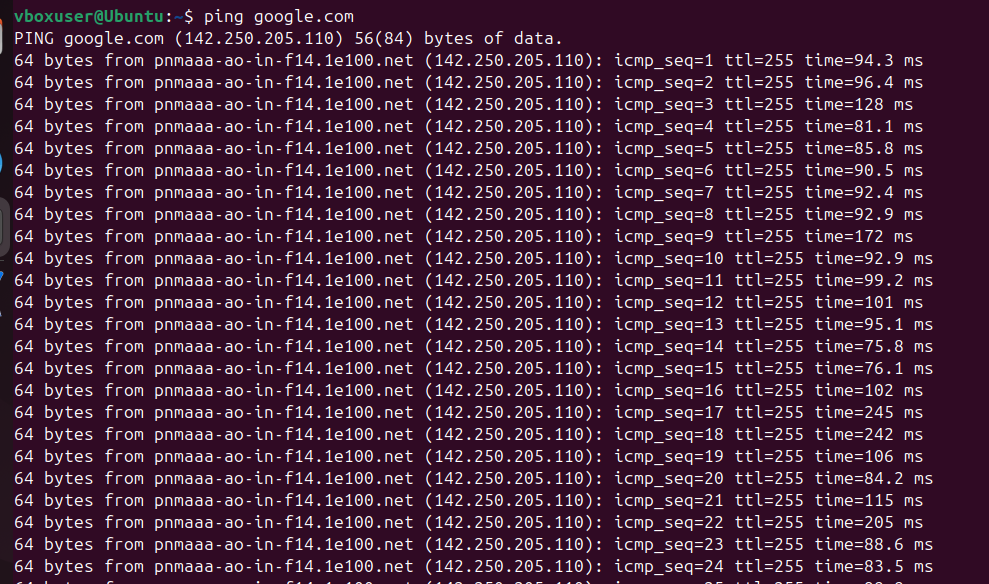 vboxuser@Ubuntu:~$ ping google.com
PING google.com (142.250.205.110) 56(84) bytes of data.
64 bytes from pnmaaa-ao-in-f14.1e100.net (142.250.205.110): icmp_seq=1 ttl=255 time=94.3 ms
64 bytes from pnmaaa-ao-in-f14.1e100.net (142.250.205.110): icmp_seq=2 ttl=255 time=96.4 ms
64 bytes from pnmaaa-ao-in-f14.1e100.net (142.250.205.110): icmp_seq=3 ttl=255 time=128 ms
64 bytes from pnmaaa-ao-in-f14.1e100.net (142.250.205.110): icmp_seq=4 ttl=255 time=81.1 ms
64 bytes from pnmaaa-ao-in-f14.1e100.net (142.250.205.110): icmp_seq=5 ttl=255 time=85.8 ms
64 bytes from pnmaaa-ao-in-f14.1e100.net (142.250.205.110): icmp_seq=6 ttl=255 time=90.5 ms
64 bytes from pnmaaa-ao-in-f14.1e100.net (142.250.205.110): icmp_seq=7 ttl=255 time=92.4 ms
64 bytes from pnmaaa-ao-in-f14.1e100.net (142.250.205.110): icmp_seq=8 ttl=255 time=92.9 ms
64 bytes from pnmaaa-ao-in-f14.1e100.net (142.250.205.110): icmp_seq=9 ttl=255 time=172 ms
64 bytes from pnmaaa-ao-in-f14.1e100.net (142.250.205.110): icmp_seq=10 ttl=255 time=92.9 ms
64 bytes from pnmaaa-ao-in-f14.1e100.net (142.250.205.110): icmp_seq=11 ttl=255 time=99.2 ms
64 bytes from pnmaaa-ao-in-f14.1e100.net (142.250.205.110): icmp_seq=12 ttl=255 time=101 ms
64 bytes from pnmaaa-ao-in-f14.1e100.net (142.250.205.110): icmp_seq=13 ttl=255 time=95.1 ms
64 bytes from pnmaaa-ao-in-f14.1e100.net (142.250.205.110): icmp_seq=14 ttl=255 time=75.8 ms
64 bytes from pnmaaa-ao-in-f14.1e100.net (142.250.205.110): icmp_seq=15 ttl=255 time=76.1 ms
64 bytes from pnmaaa-ao-in-f14.1e100.net (142.250.205.110): icmp_seq=16 ttl=255 time=102 ms
64 bytes from pnmaaa-ao-in-f14.1e100.net (142.250.205.110): icmp_seq=17 ttl=255 time=245 ms
64 bytes from pnmaaa-ao-in-f14.1e100.net (142.250.205.110): icmp_seq=18 ttl=255 time=242 ms
64 bytes from pnmaaa-ao-in-f14.1e100.net (142.250.205.110): icmp_seq=19 ttl=255 time=106 ms
64 bytes from pnmaaa-ao-in-f14.1e100.net (142.250.205.110): icmp_seq=20 ttl=255 time=84.2 ms
64 bytes from pnmaaa-ao-in-f14.1e100.net (142.250.205.110): icmp_seq=21 ttl=255 time=115 ms
64 bytes from pnmaaa-ao-in-f14.1e100.net (142.250.205.110): icmp_seq=22 ttl=255 time=205 ms
64 bytes from pnmaaa-ao-in-f14.1e100.net (142.250.205.110): icmp_seq=23 ttl=255 time=88.6 ms
64 bytes from pnmaaa-ao-in-f14.1e100.net (142.250.205.110): icmp_seq=24 ttl=255 time=83.5 ms